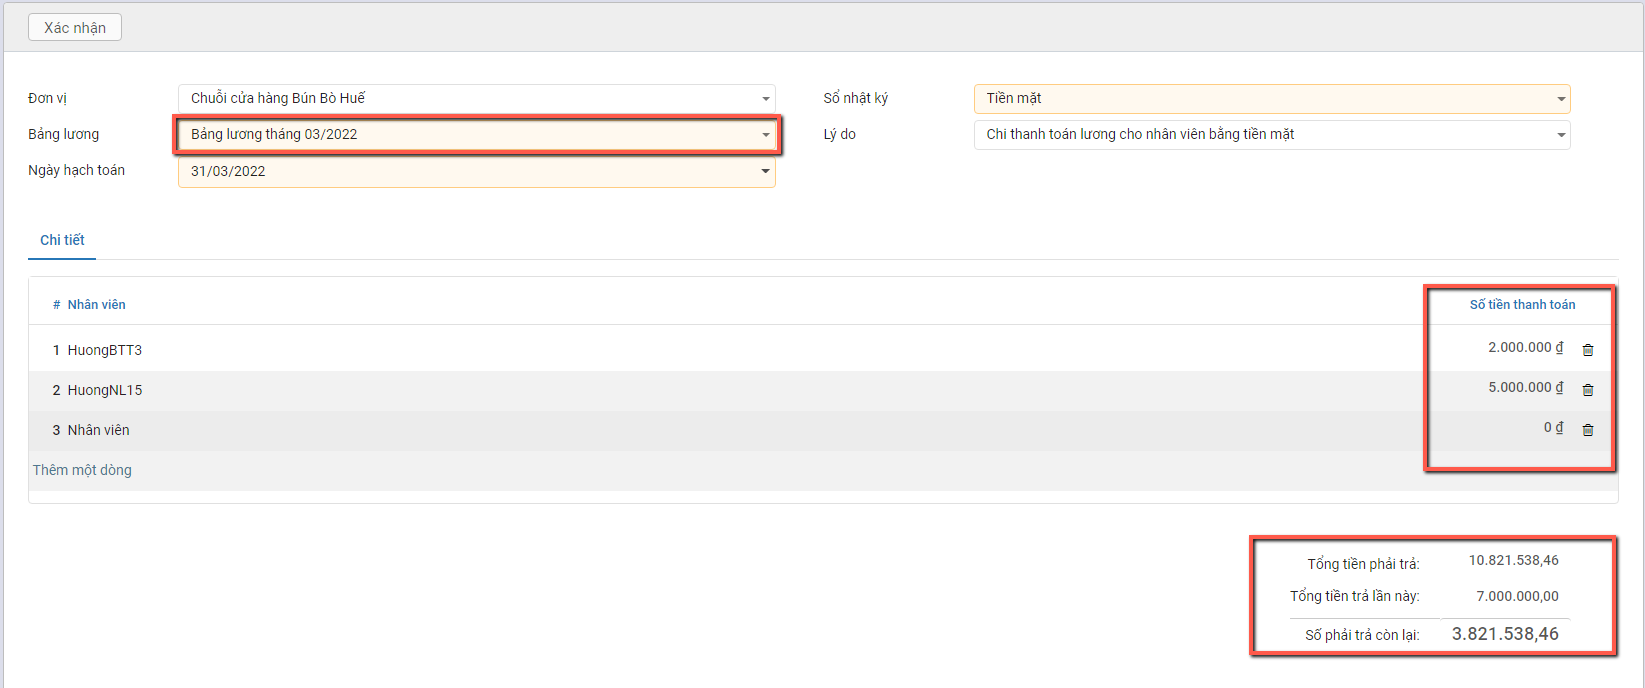 Xác nhận
Đơn vị Chuỗi cửa hàng Bún Bò Huế Sổ nhật ký Tiền mặt
Bảng lương Bảng lương tháng 03/2022 Lý do Chi thanh toán lương cho nhân viên bằng tiền mặt
Ngày hạch toán 31/03/2022
Chi tiết
# Nhân viên Số tiền thanh toán
1 HuongBTT3 2.000.000 ₫
2 HuongNL15 5.000.000 ₫
3 Nhân viên 0 ₫
Thêm một dòng
Tổng tiền phải trả: 10.821.538,46
Tổng tiền trả lần này: 7.000.000,00
Số phải trả còn lại: 3.821.538,46